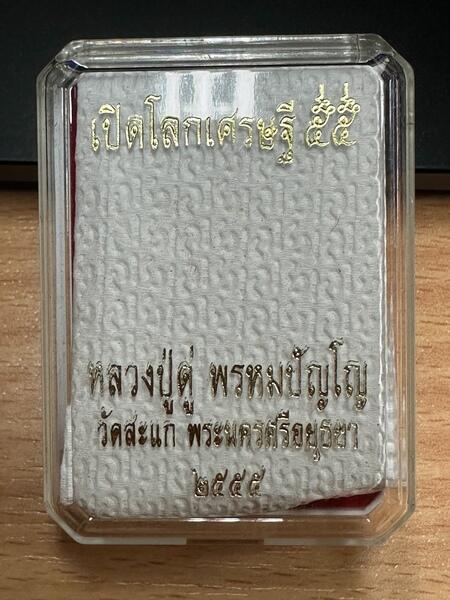 เปิดโลกเศรษฐี ๕๕
หลวงปู่ดู่ พรหมปัญโญ
วัดสะแก พระนครศรีอยุธยา
๒๕๕๕